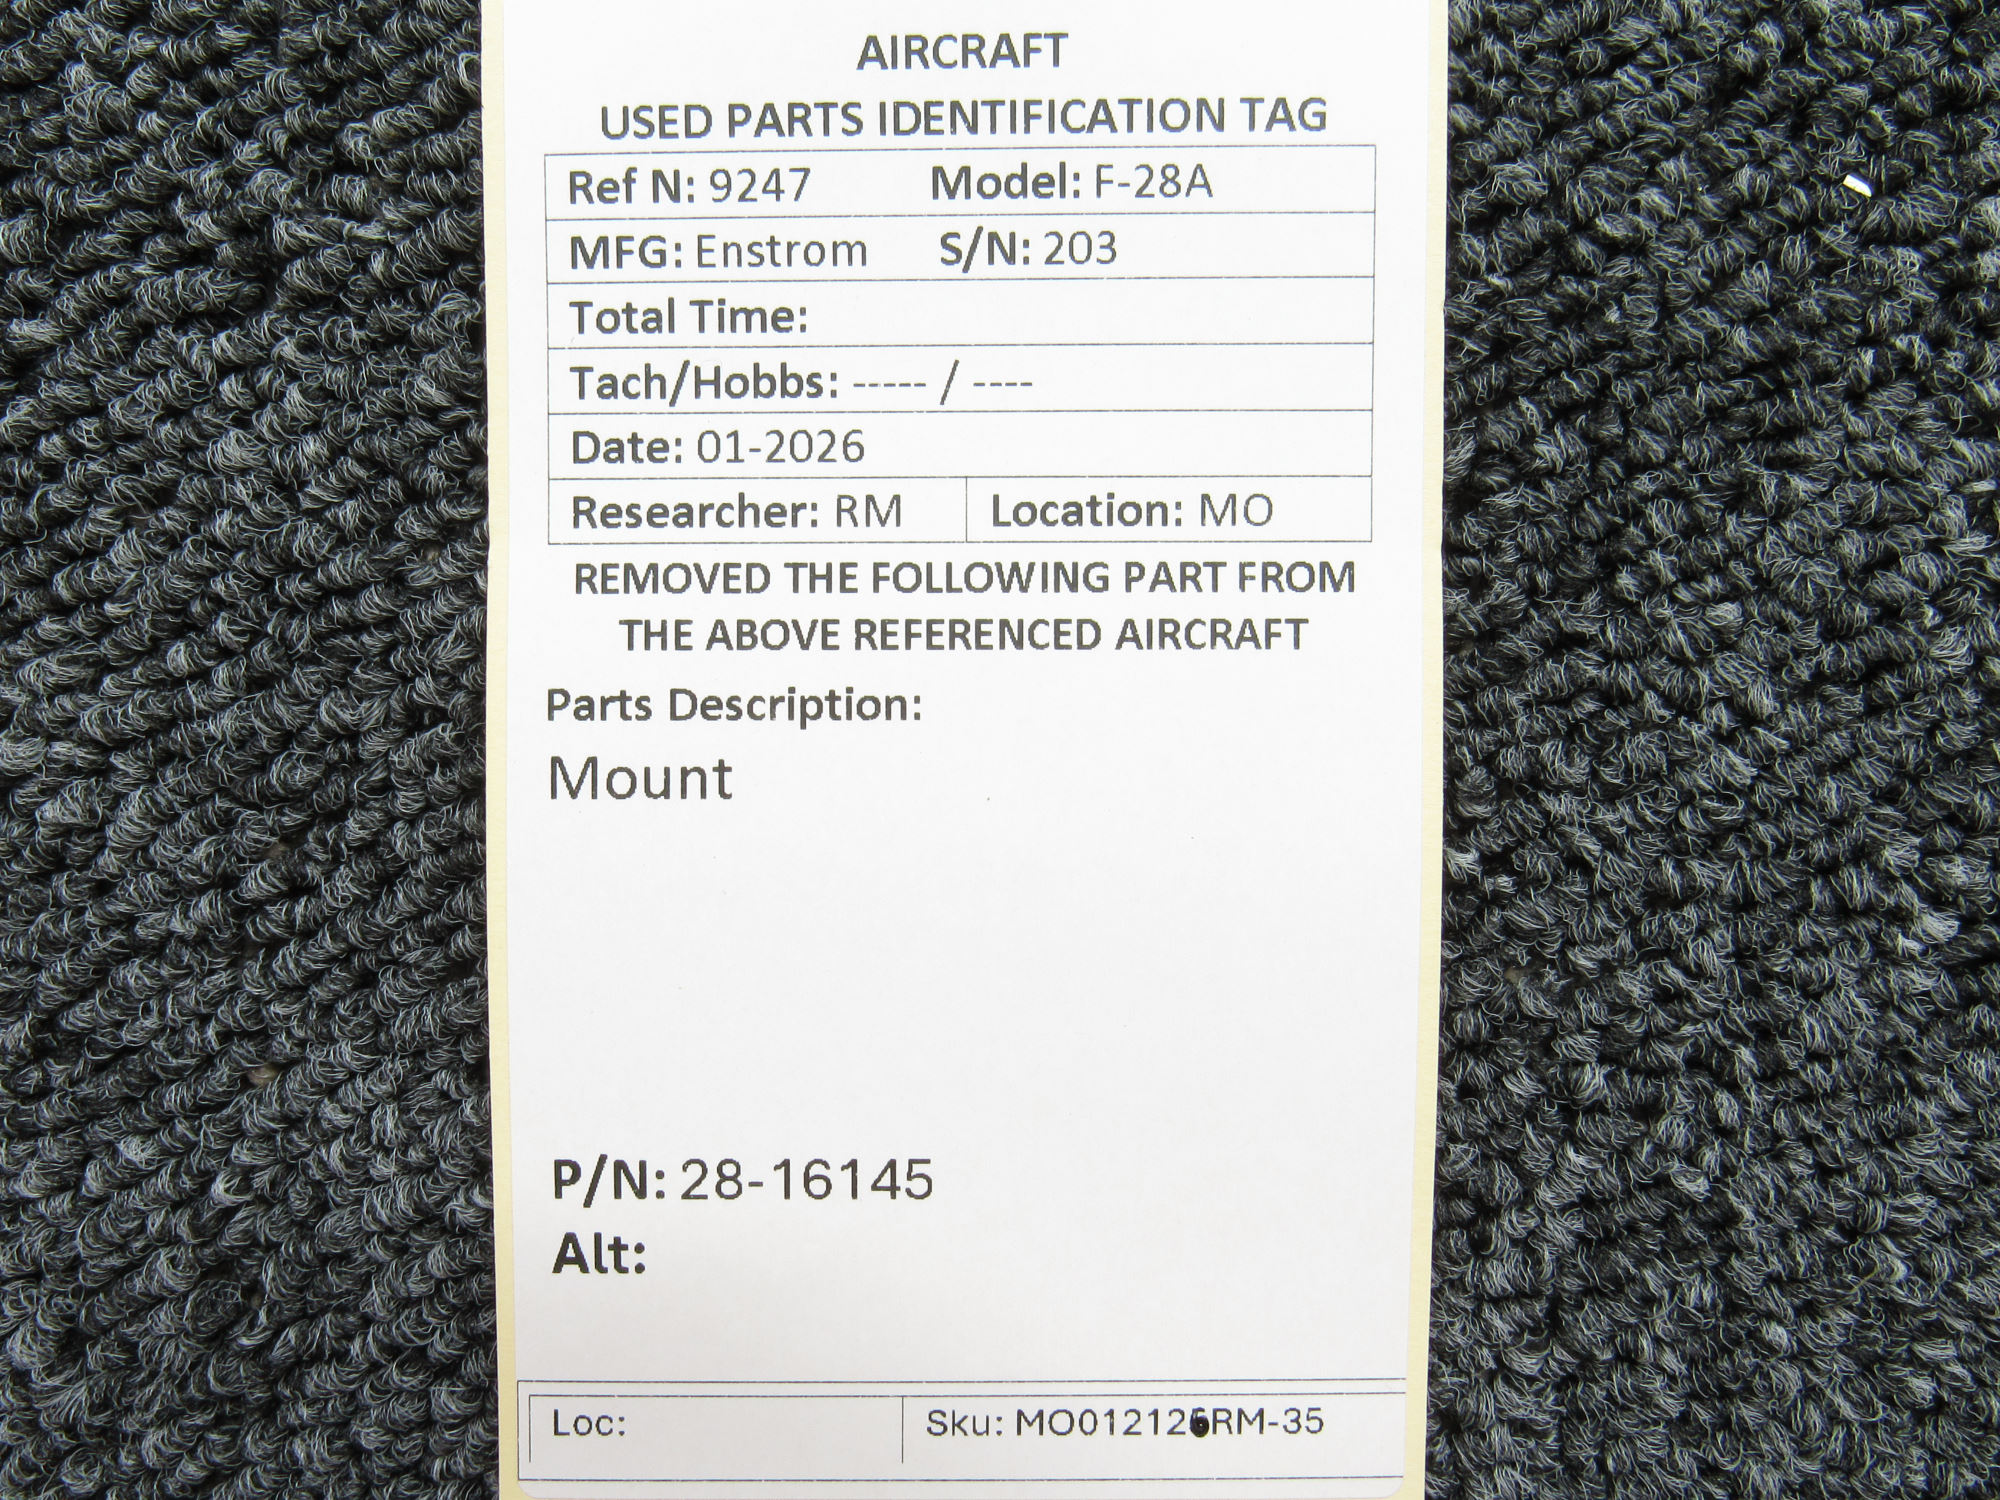 AIRCRAFT
USED PARTS IDENTIFICATION TAG
Ref N: 9247 Model: F-28A
MFG: Enstrom S/N: 203
Total Time:
Tach/Hobbs: ----- / ----
Date: 01-2026
Researcher: RM Location: MO
REMOVED THE FOLLOWING PART FROM
THE ABOVE REFERENCED AIRCRAFT
Parts Description:
Mount
P/N: 28-16145
Alt:
Loc: Sku: MO012126RM-35